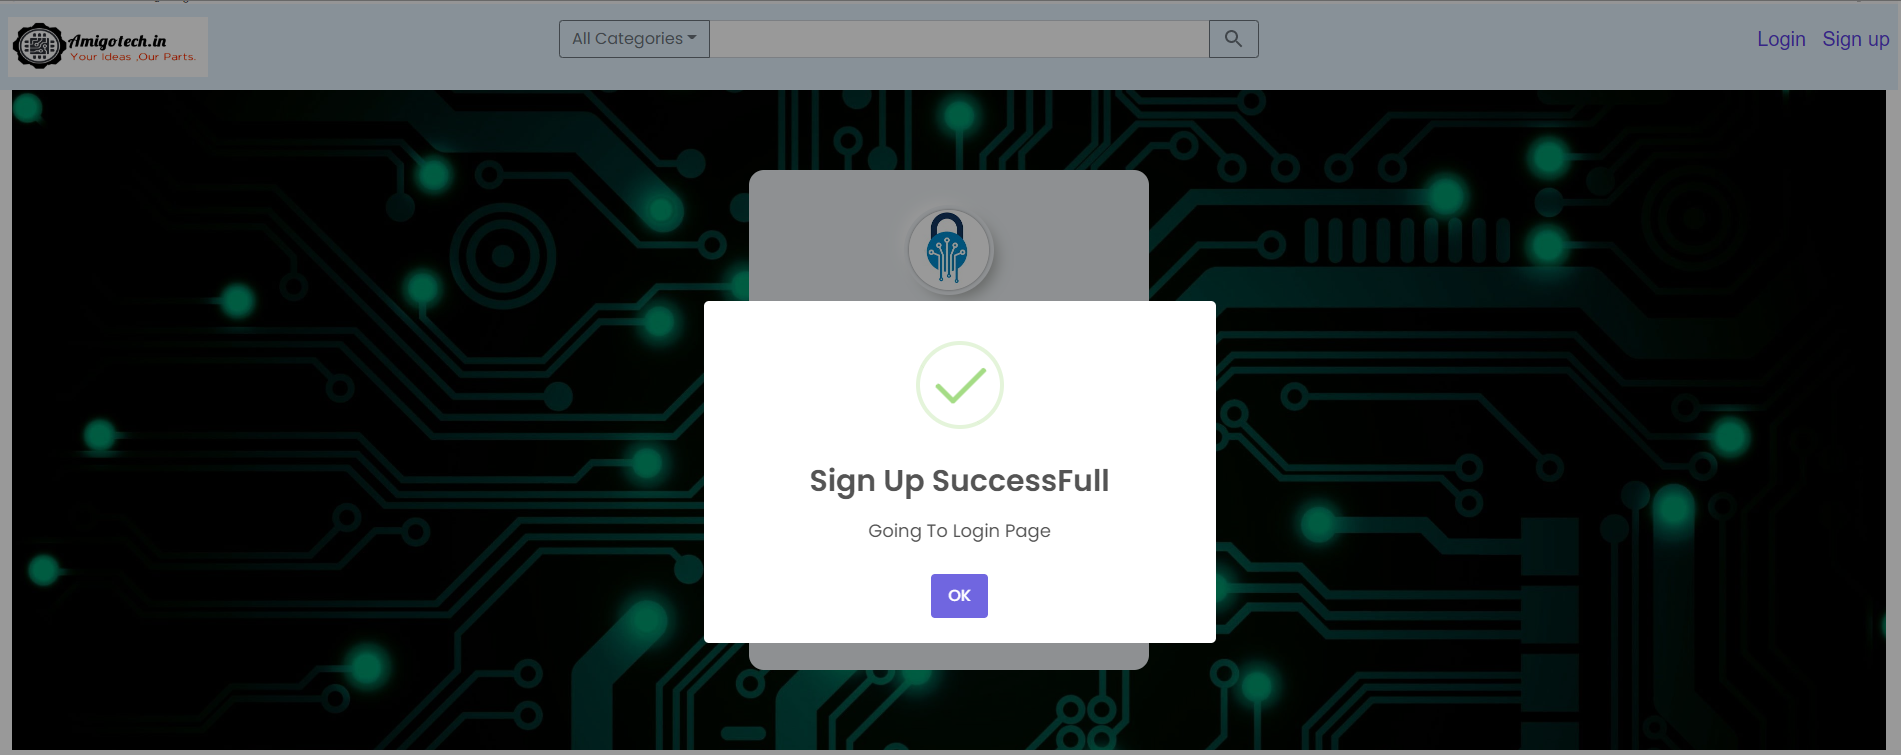 Amigotech.in
Your Ideas ,Our Parts.
All Categories
Login Sign up
Sign Up SuccessFull
Going To Login Page
OK